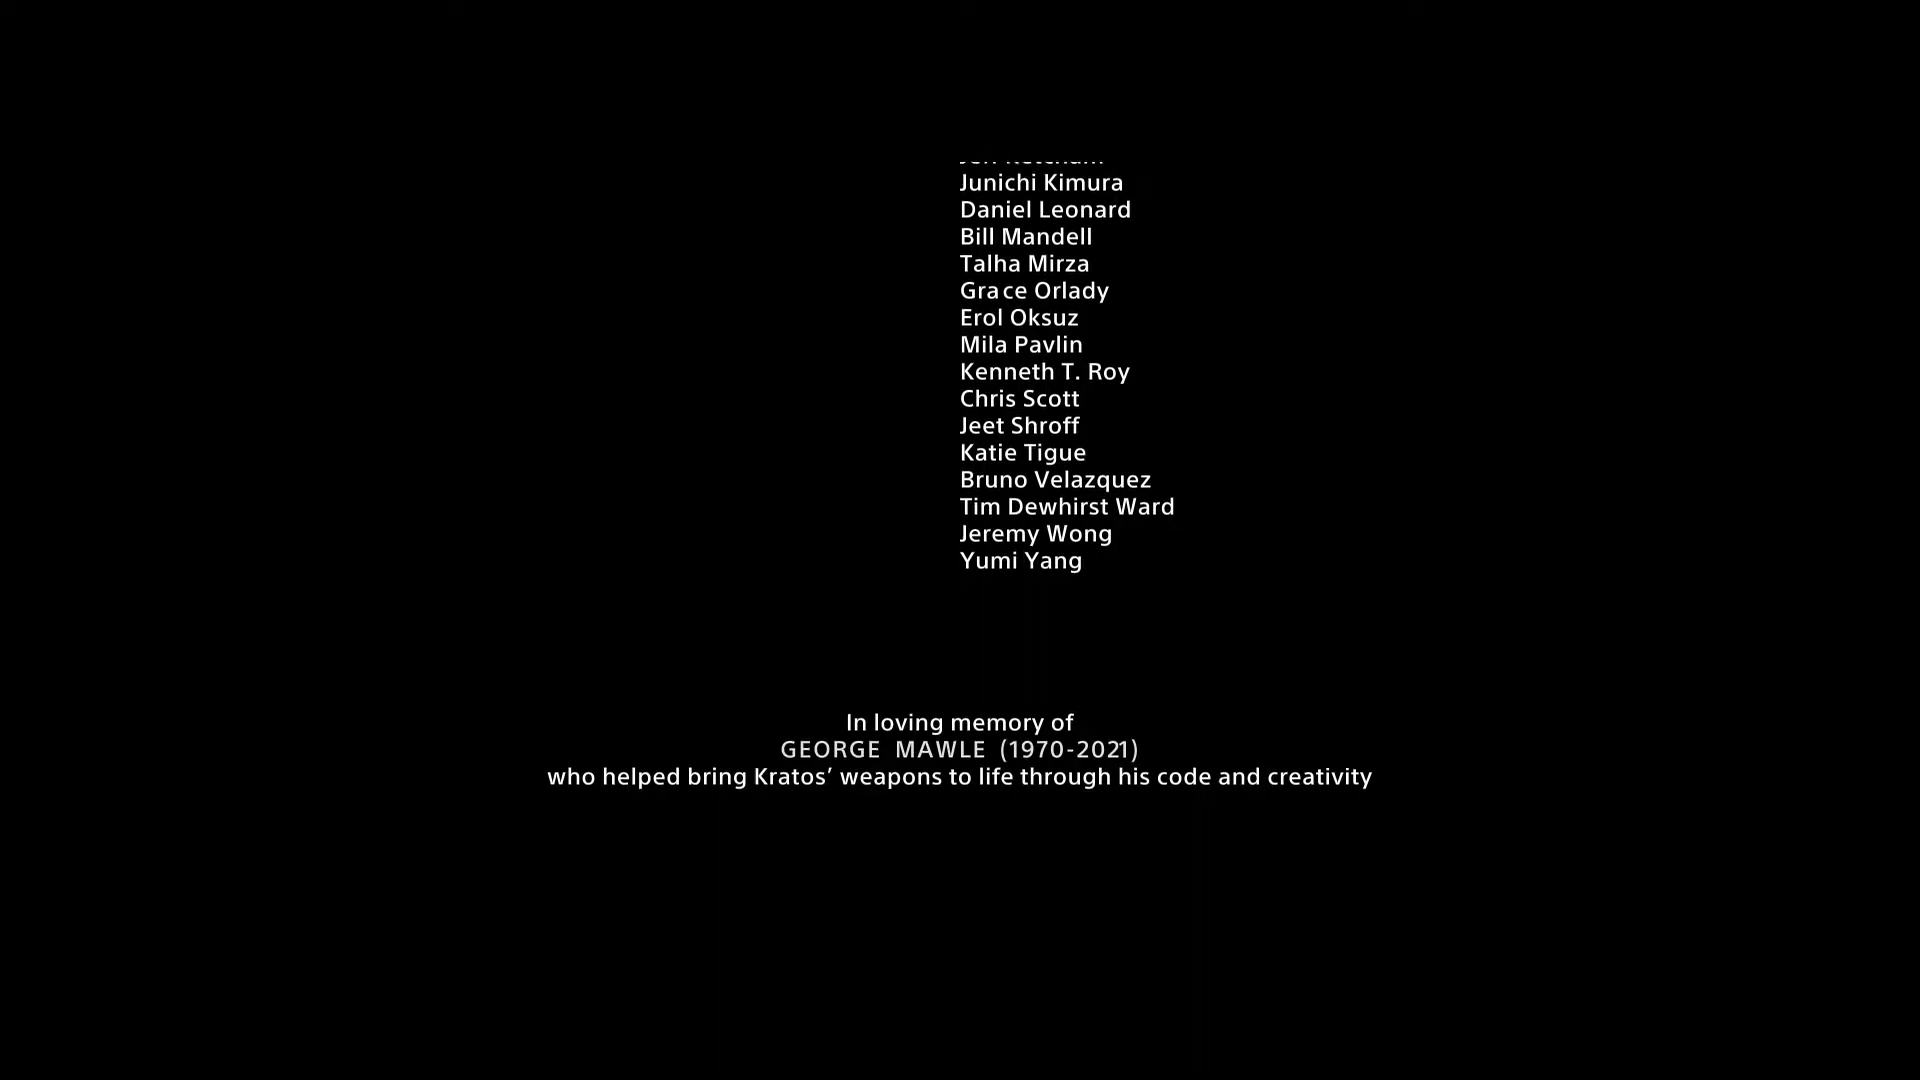 Junichi Kimura
Daniel Leonard
Bill Mandell
Talha Mirza
Grace Orlady
Erol Oksuz
Mila Pavlin
Kenneth T. Roy
Chris Scott
Jeet Shroff
Katie Tigue
Bruno Velazquez
Tim Dewhirst Ward
Jeremy Wong
Yumi Yang
In loving memory of
GEORGE MAWLE (1970-2021)
who helped bring Kratos’ weapons to life through his code and creativity